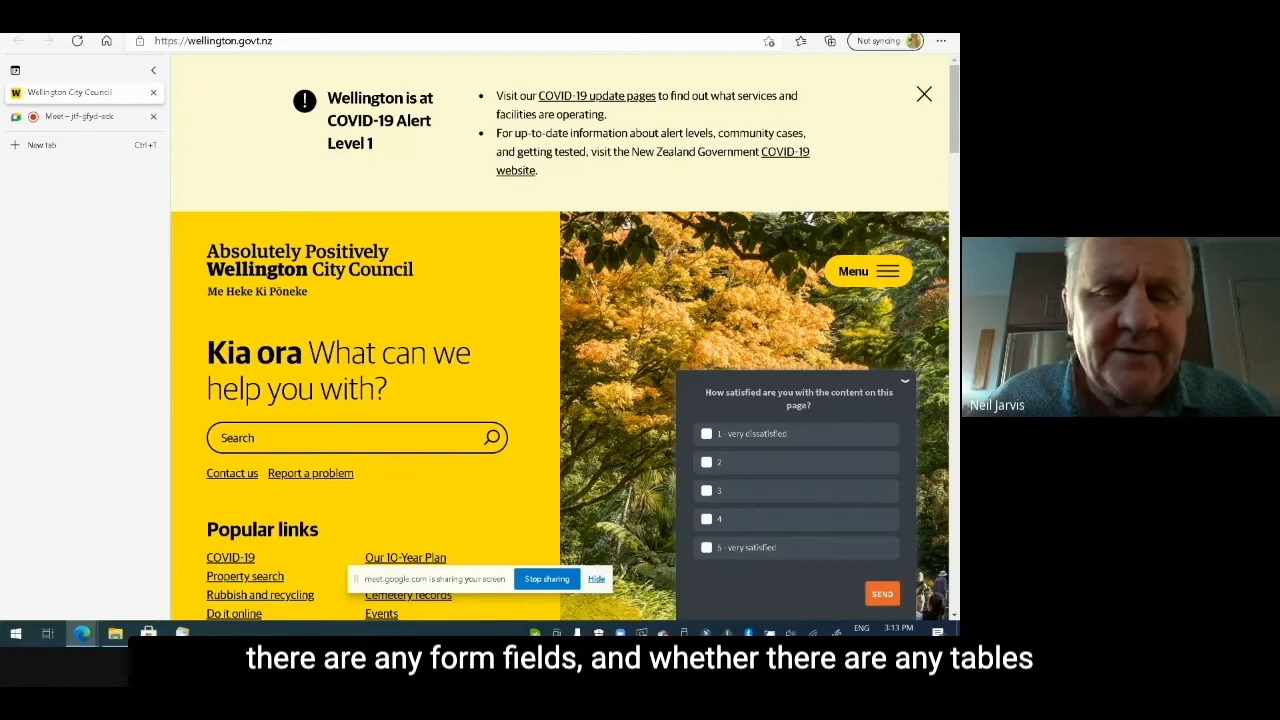 https://wellington.govt.nz
Not syncing
Wellington City Council
Meet – jtf-gfyd-
New tab
Ctrl+T
Wellington is at
COVID-19 Alert
Level 1
• Visit our COVID-19 update pages to find out what services and
facilities are operating.
• For up-to-date information about alert levels, community cases,
and getting tested, visit the New Zealand Government COVID-19
website.
Absolutely Positively
Wellington City Council
Me Heke Ki Pōneke
Menu
Kia ora What can we
help you with?
Search
Contact us Report a problem
Popular links
COVID-19
Property search
Rubbish and recycling
Do it online
Our 10-Year Plan
Cemetery records
Events
How satisfied are you with the content on this
page?
1 - very dissatisfied
2
3
4
5 - very satisfied
SEND
meet.google.com is sharing your screen.
Stop sharing
Hide
Neil Jarvis
ENG
3:13 PM
there are any form fields, and whether there are any tables